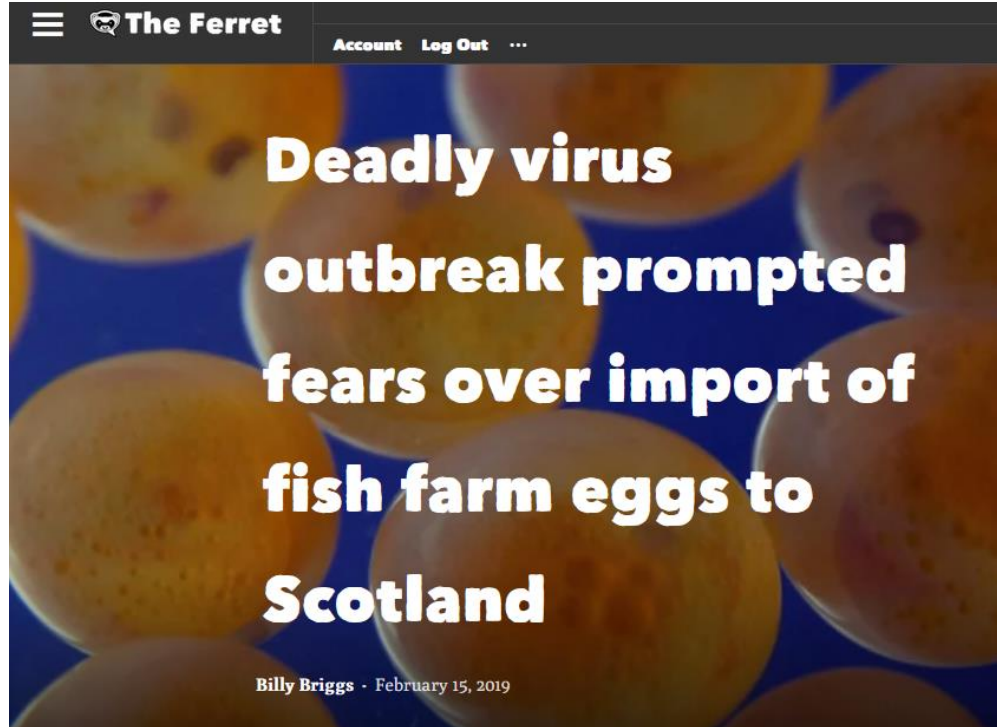 The Ferret
Account Log Out ...
Deadly virus
outbreak prompted
fears over import of
fish farm eggs to
Scotland
Billy Briggs - February 15, 2019